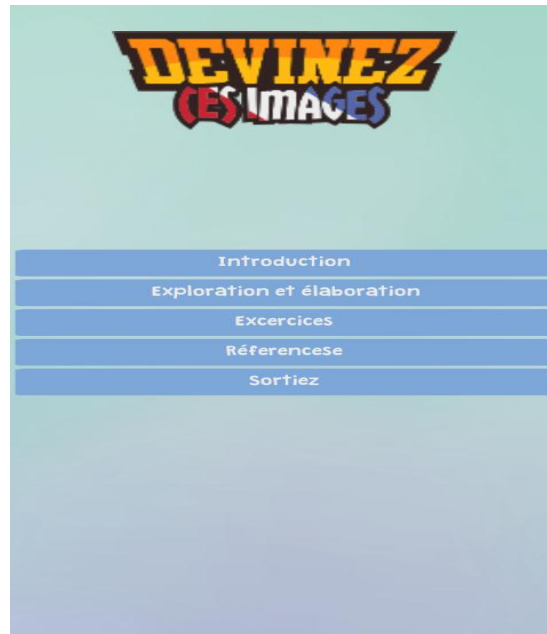 DEVINEZ
CES IMAGES
Introduction
Exploration et élaboration
Excercices
Réferencese
Sortiez